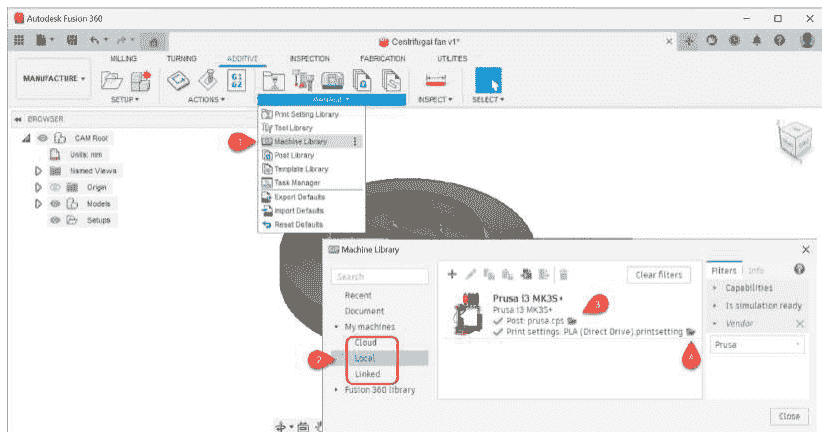 Autodesk Fusion 360
Centrifugal fan v1*
MILLING TURNING ADDITIVE INSPECTION FABRICATION UTILITIES
MANUFACTURE
G1
G2
SETUP ACTIONS INSPECT SELECT
BROWSER
CAM Root
Units: mm
Named Views
Origin
Models
Setups
Print Setting Library
Tool Library
1
Machine Library
Post Library
Template Library
Task Manager
Export Defaults
Import Defaults
Reset Defaults
Machine Library
Search
Clear filters
Filters Info
Recent
Document
My machines
Cloud
2
Local
Linked
Fusion 360 library
Prusa i3 MK3S+
Prusa i3 MK3S+
3
Post: prusa.cps
Print settings: PLA (Direct Drive).printsetting
4
Capabilities
Is simulation ready
Vendor
Prusa
Close